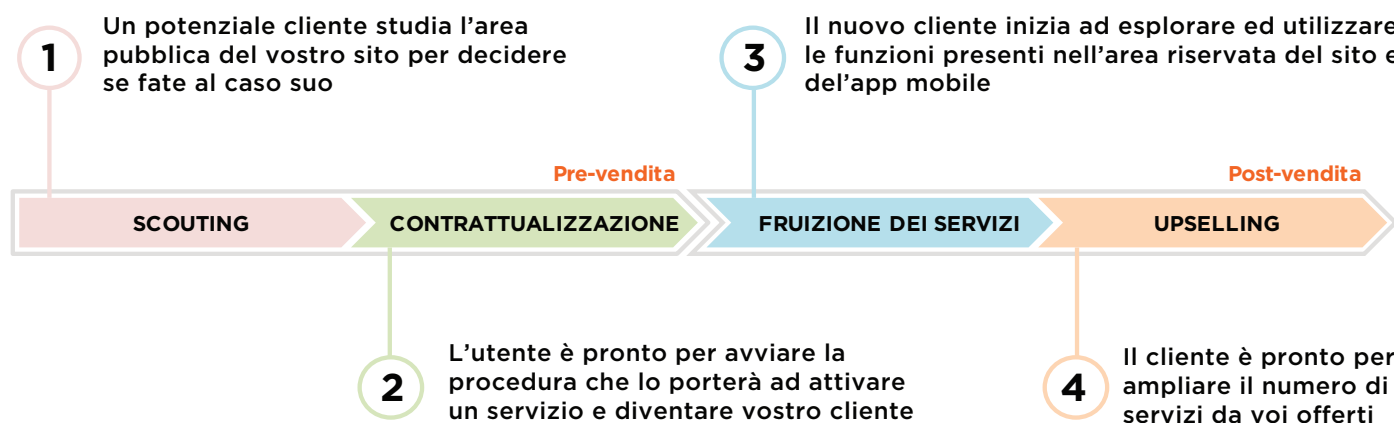 1
Un potenziale cliente studia l’area
pubblica del vostro sito per decidere
se fate al caso suo
3
Il nuovo cliente inizia ad esplorare ed utilizzare
le funzioni presenti nell’area riservata del sito e
del’app mobile
Pre-vendita
Post-vendita
SCOUTING
CONTRATTUALIZZAZIONE
FRUIZIONE DEI SERVIZI
UPSELLING
2
L’utente è pronto per avviare la
procedura che lo porterà ad attivare
un servizio e diventare vostro cliente
4
Il cliente è pronto per
ampliare il numero di
servizi da voi offerti